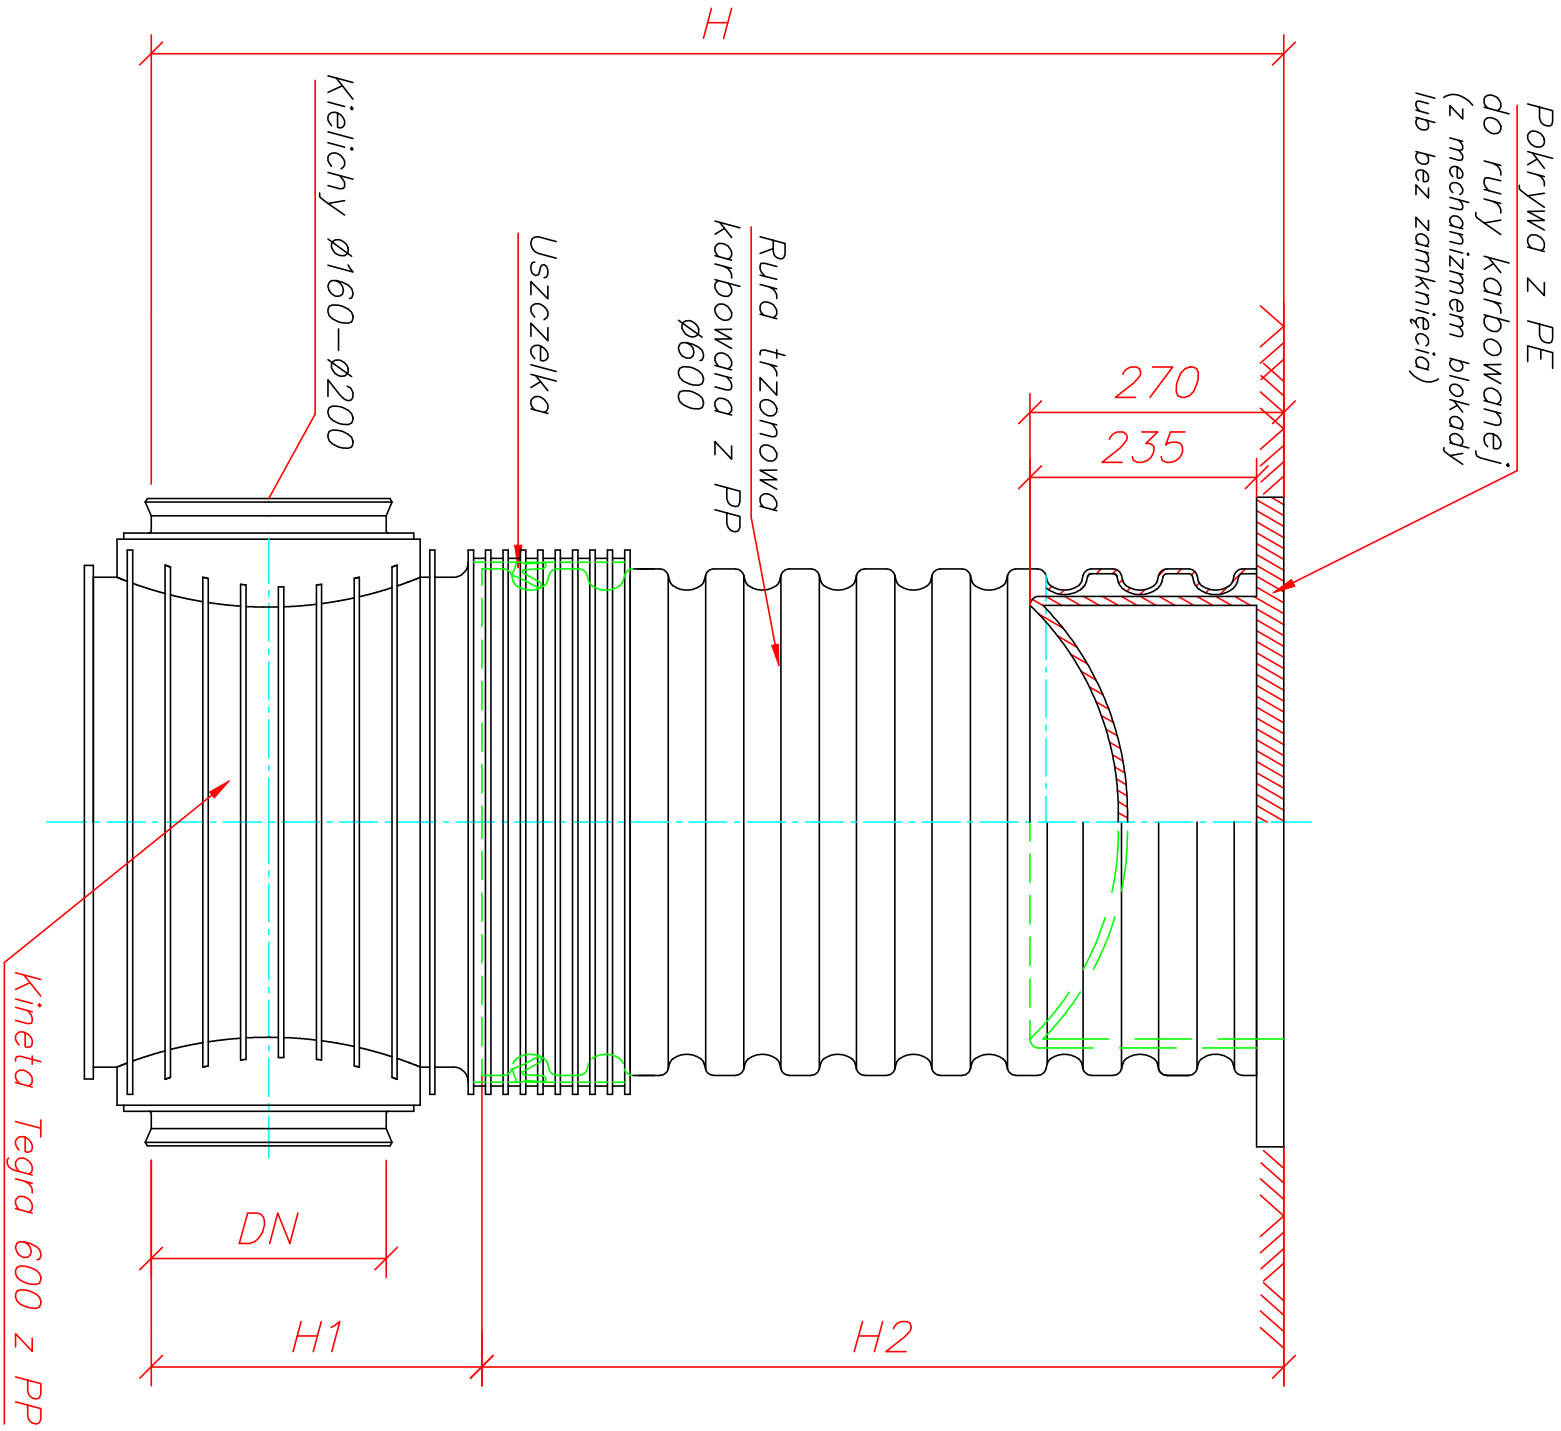 H
Pokrywa z PE
do rury karbowanej
(z mechanizmem blokady
lub bez zamknięcia)
Kielichy ø160-ø200
Uszczelka
Rura trzonowa
karbowana z PP
ø600
270
235
DN
H1
H2
Kineta Tegra 600 z PP